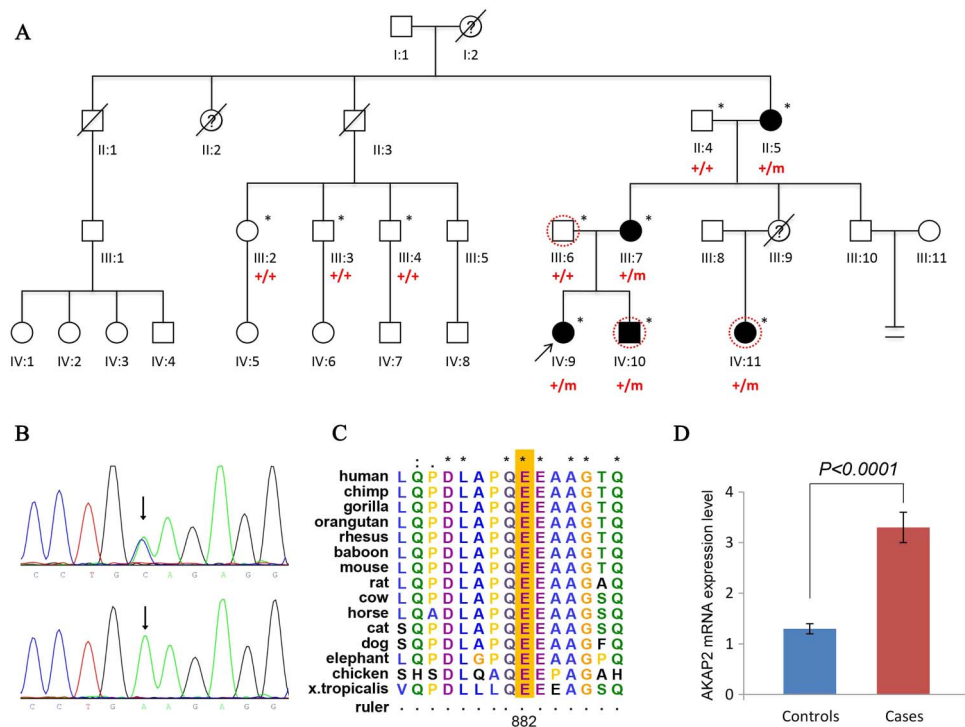 A
I:1 I:2
? ? * *
II:1 II:2 II:3 II:4 II:5
+/+ +/m
* * * * * ?
III:1 III:2 III:3 III:4 III:5 III:6 III:7 III:8 III:9 III:10 III:11
+/+ +/+ +/+ +/+ +/m
* * *
IV:1 IV:2 IV:3 IV:4 IV:5 IV:6 IV:7 IV:8 IV:9 IV:10 IV:11
+/m +/m +/m
B
C C T G C A G A G G
C C T G A A G A G G
C
: . * * * * * * * *
human L Q P D L A P Q E E A A G T Q
chimp L Q P D L A P Q E E A A G T Q
gorilla L Q P D L A P Q E E A A G T Q
orangutan L Q P D L A P Q E E A A G T Q
rhesus L Q P D L A P Q E E A A G T Q
baboon L Q P D L A P Q E E A A G T Q
mouse L Q P D L A P Q E E A A G T Q
rat L Q P D L A P Q E E A A G A Q
cow L Q P D L A P Q E E A A G S Q
horse L Q A D L A P Q E E A A G S Q
cat S Q P D L A P Q E E A A G S Q
dog S Q P D L A P Q E E A A G F Q
elephant L Q P D L G P Q E E A A G P Q
chicken S H S D L Q A Q E E P A G A H
x.tropicalis V Q P D L L L Q E E E A G S Q
ruler . . . . . . . . . . . . . . .
882
D
P<0.0001
AKAP2 mRNA expression level
4
3
2
1
0
Controls Cases